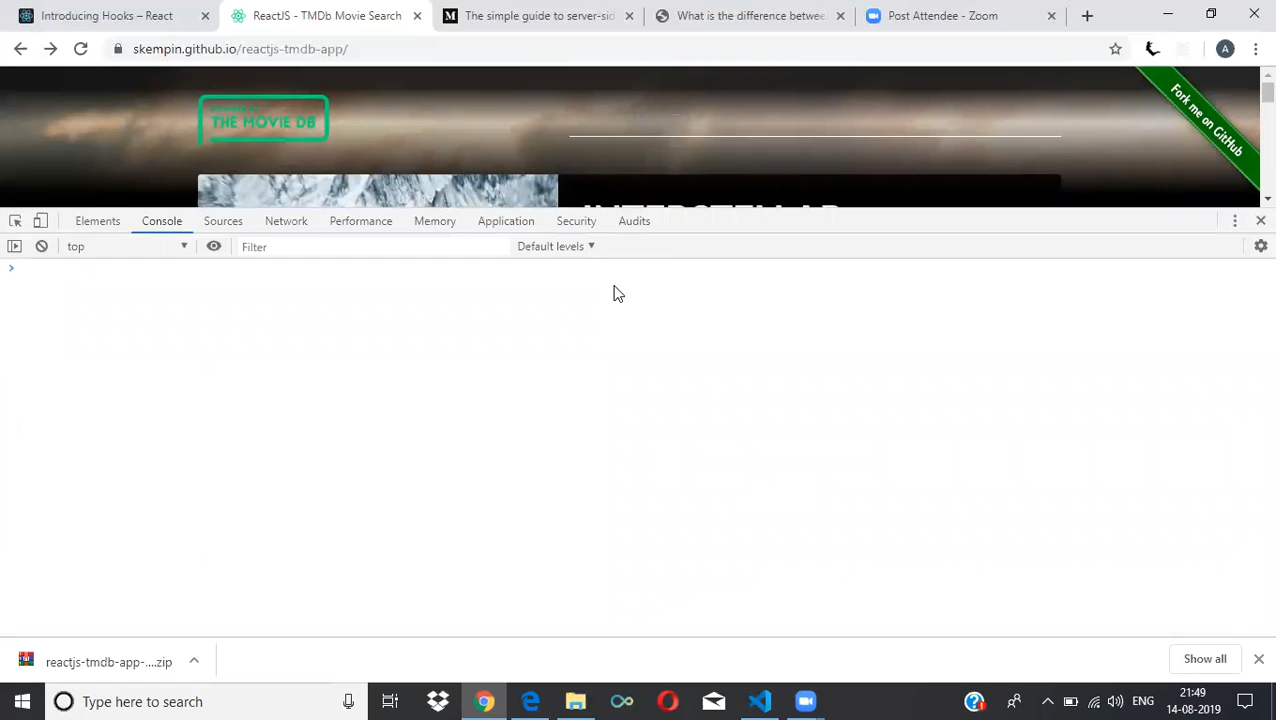 Introducing Hooks – React
ReactJS - TMDb Movie Search
The simple guide to server-sid
What is the difference betwee
Post Attendee - Zoom
skempin.github.io/reactjs-tmdb-app/
A
THE MOVIE DB
Fork me on GitHub
INTERSTELLAR
Elements
Console
Sources
Network
Performance
Memory
Application
Security
Audits
top
Filter
Default levels
reactjs-tmdb-app-....zip
Show all
Type here to search
ENG
21:49
14-08-2019